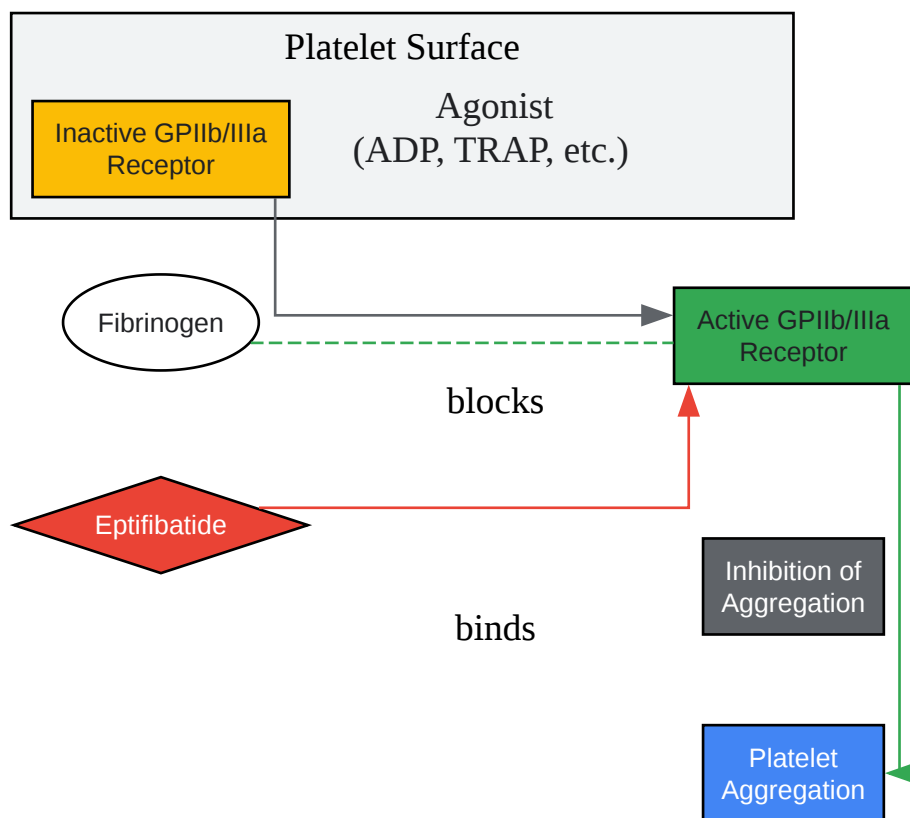 Platelet Surface
Agonist
(ADP, TRAP, etc.)
Inactive GPIIb/IIIa
Receptor
Fibrinogen
Active GPIIb/IIIa
Receptor
blocks
Eptifibatide
Inhibition of
Aggregation
binds
Platelet
Aggregation